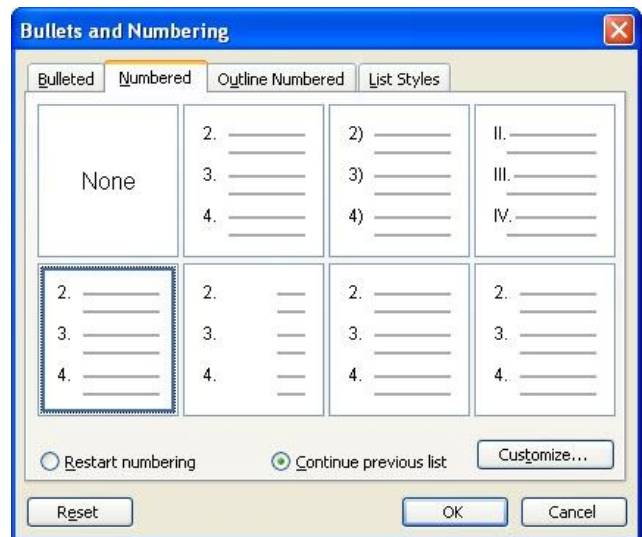 Bullets and Numbering
Bulleted Numbered Outline Numbered List Styles
None
2.
3.
4.
2)
3)
4)
II.
III.
IV.
2.
3.
4.
2.
3.
4.
2.
3.
4.
2.
3.
4.
Restart numbering Continue previous list Customize...
Reset OK Cancel